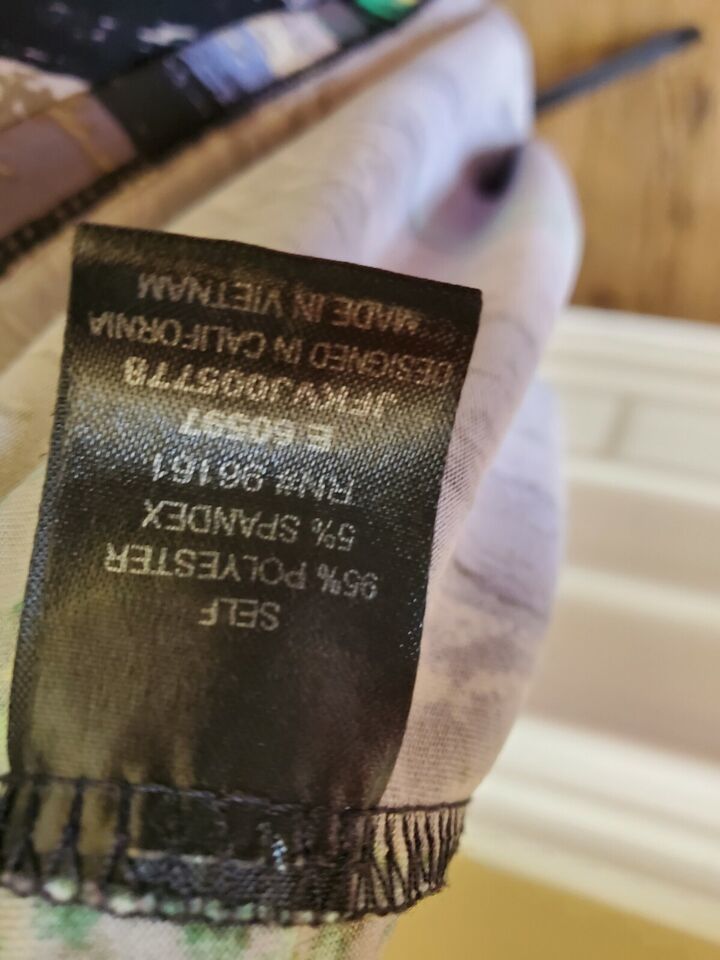 SELF
95% POLYESTER
5% SPANDEX
RN# 96161
E 60597
JFKVJ005778
DESIGNED IN CALIFORNIA
MADE IN VIETNAM